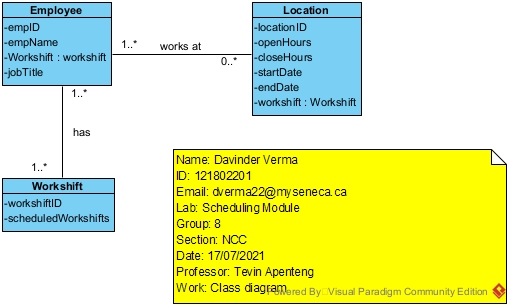 Employee
-empID
-empName
-Workshift : workshift
-jobTitle
1..*
works at
0..*
Location
-locationID
-openHours
-closeHours
-startDate
-endDate
-workshift : Workshift
1..*
has
1..*
Workshift
-workshiftID
-scheduledWorkshifts
Name: Davinder Verma
ID: 121802201
Email: dverma22@myseneca.ca
Lab: Scheduling Module
Group: 8
Section: NCC
Date: 17/07/2021
Professor: Tevin Apenteng
Work: Class diagram
Powered By Visual Paradigm Community Edition